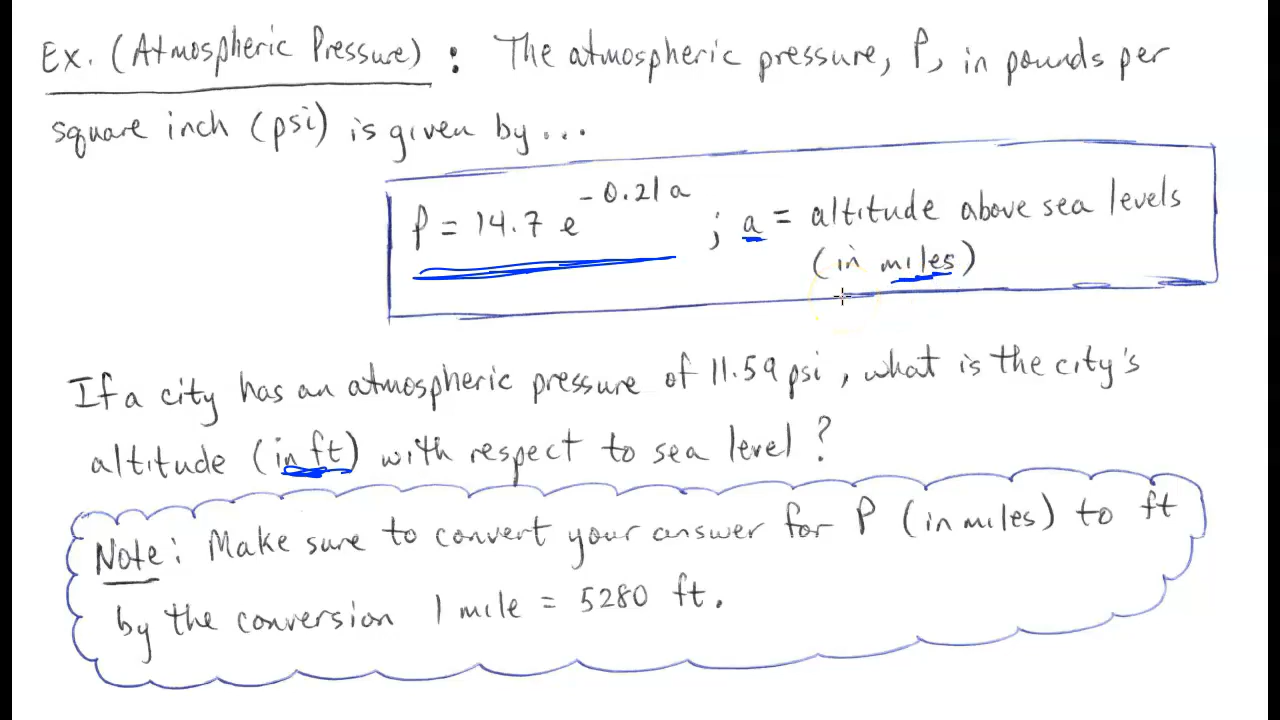 Ex. (Atmospheric Pressure) : The atmospheric pressure, P, in pounds per
square inch (psi) is given by...
P = 14.7 e^{-0.21a} ; a = altitude above sea levels
(in miles)
If a city has an atmospheric pressure of 11.59 psi, what is the city's
altitude (in ft) with respect to sea level?
Note: Make sure to convert your answer for P (in miles) to ft
by the conversion 1 mile = 5280 ft.